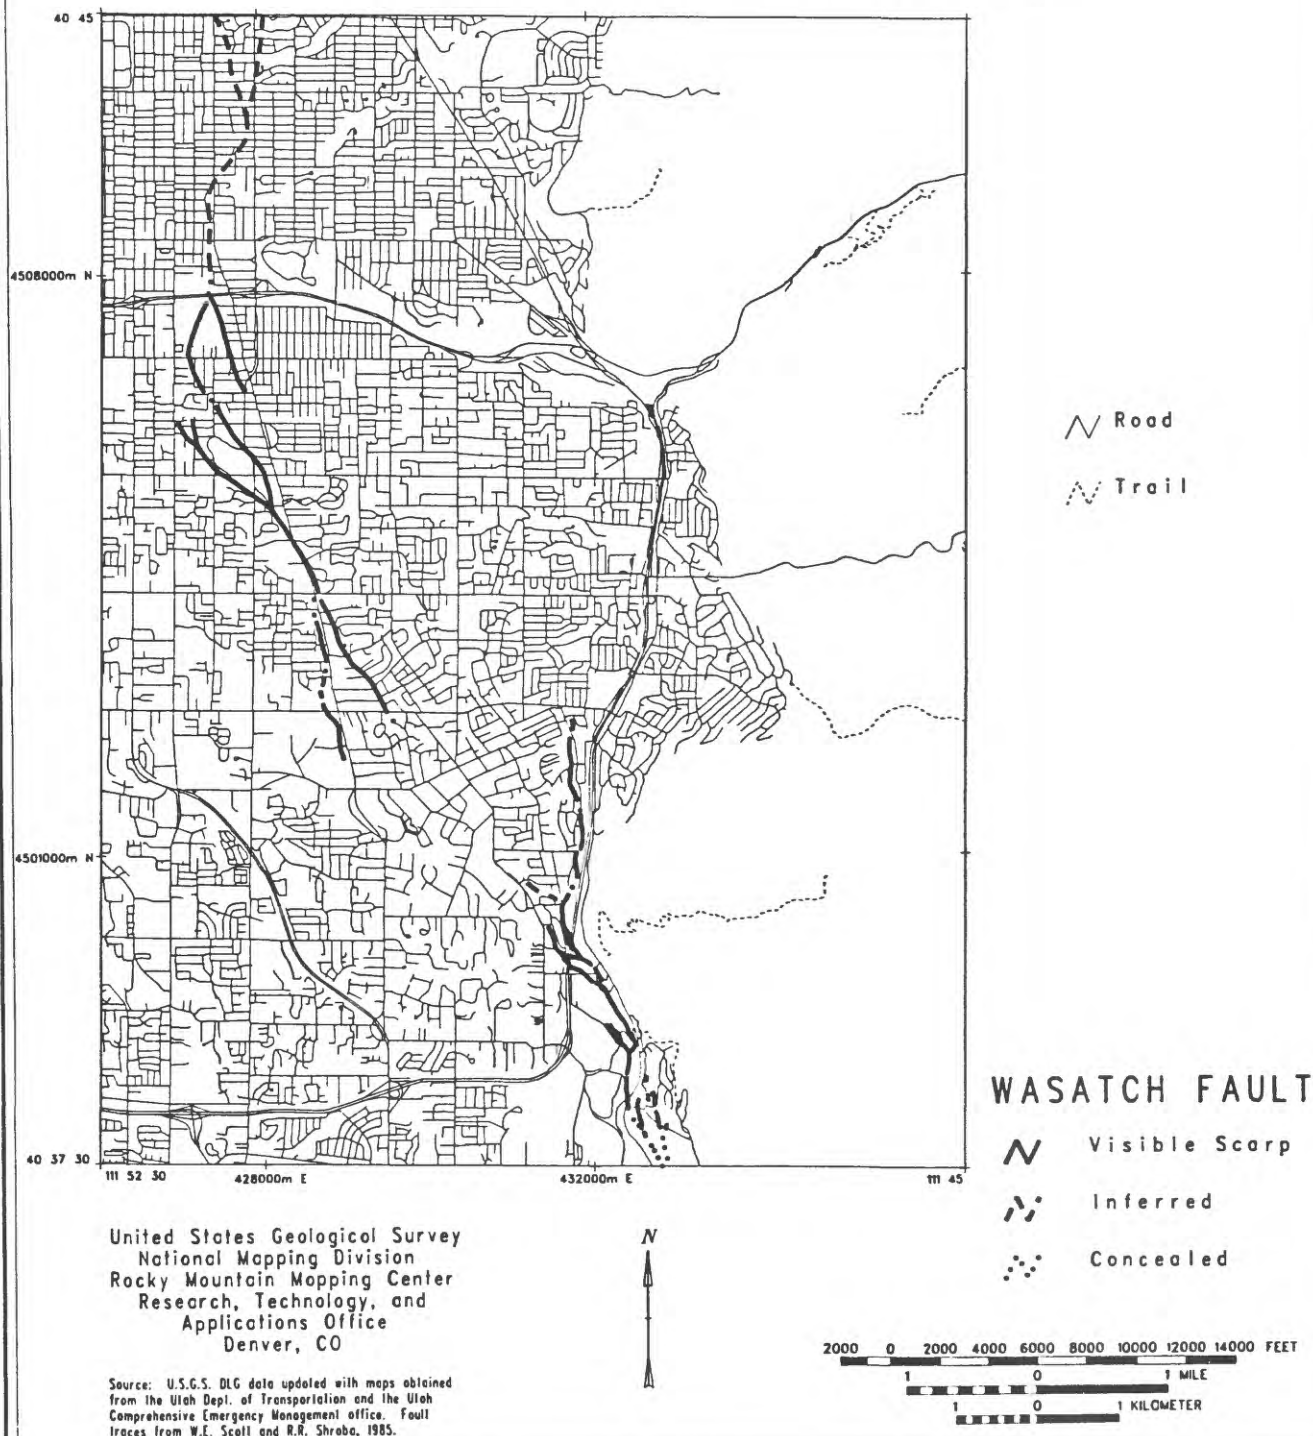 40 45
4508000m N
Road
Trail
4501000m N
WASATCH FAULT
Visible Scarp
Inferred
Concealed
40 37 30
111 52 30
428000m E
432000m E
111 45
United States Geological Survey
National Mapping Division
Rocky Mountain Mapping Center
Research, Technology, and
Applications Office
Denver, CO
N
2000 0 2000 4000 6000 8000 10000 12000 14000 FEET
1 0 1 MILE
1 0 1 KILOMETER
Source: U.S.G.S. DLG data updated with maps obtained
from the Utah Dept. of Transportation and the Utah
Comprehensive Emergency Management office. Fault
traces from W.E. Scott and R.R. Shroba, 1985.